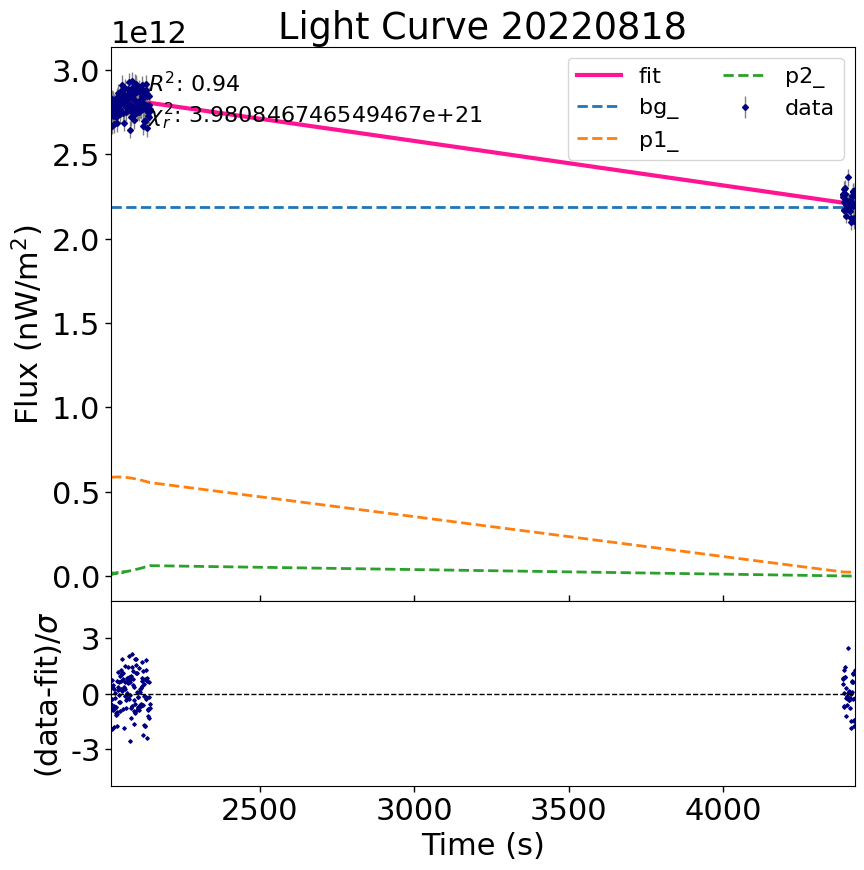 Light Curve 20220818
1e12
R²: 0.94
χ²ᵣ: 3.980846746549467e+21
fit
bg_
p1_
p2_
data
Flux (nW/m²)
3.0
2.5
2.0
1.5
1.0
0.5
0.0
(data-fit)/σ
3
0
-3
2500 3000 3500 4000
Time (s)